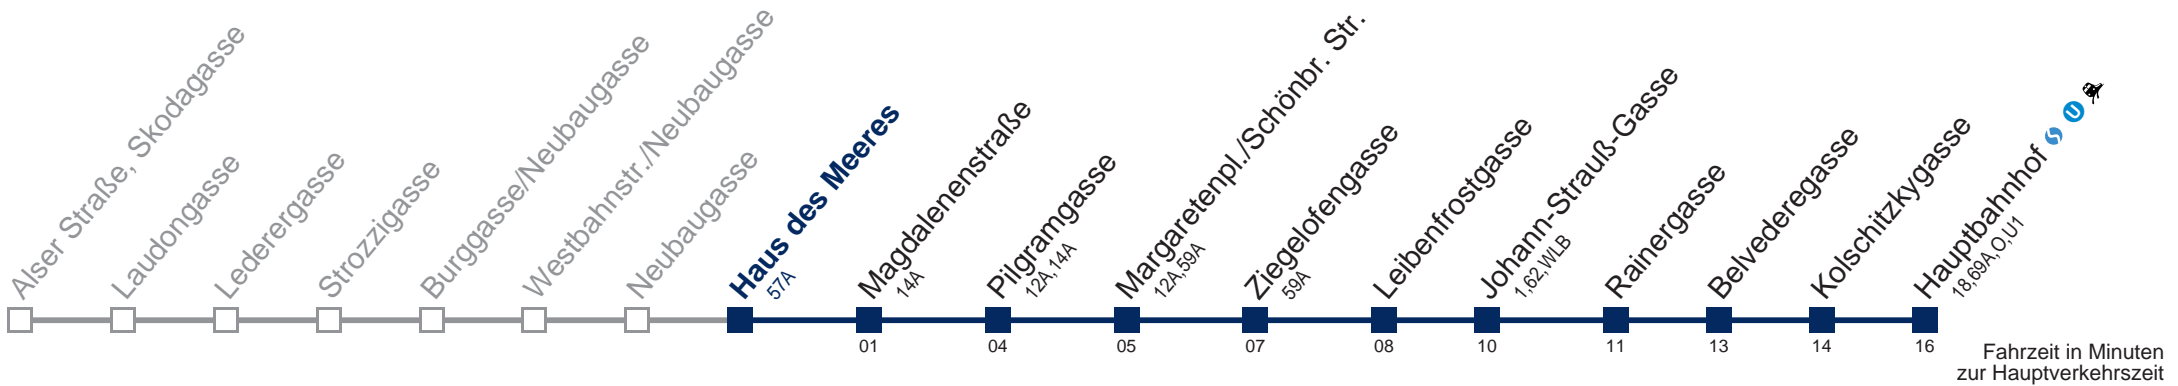 Alser Straße, Skodagasse
Laudongasse
Lederergasse
Strozzigasse
Burggasse/Neubaugasse
Westbahnstr./Neubaugasse
Neubaugasse
Haus des Meeres
57A
Magdalenenstraße
14A
Pilgramgasse
12A,14A
Margaretenpl./Schönbr. Str.
12A,59A
Ziegelofengasse
59A
Leibenfrostgasse
Johann-Strauß-Gasse
1,62,WLB
Rainergasse
Belvederegasse
Kolschitzkygasse
Hauptbahnhof S U
18,69A,O,U1
01 04 05 07 08 10 11 13 14 16
Fahrzeit in Minuten
zur Hauptverkehrszeit